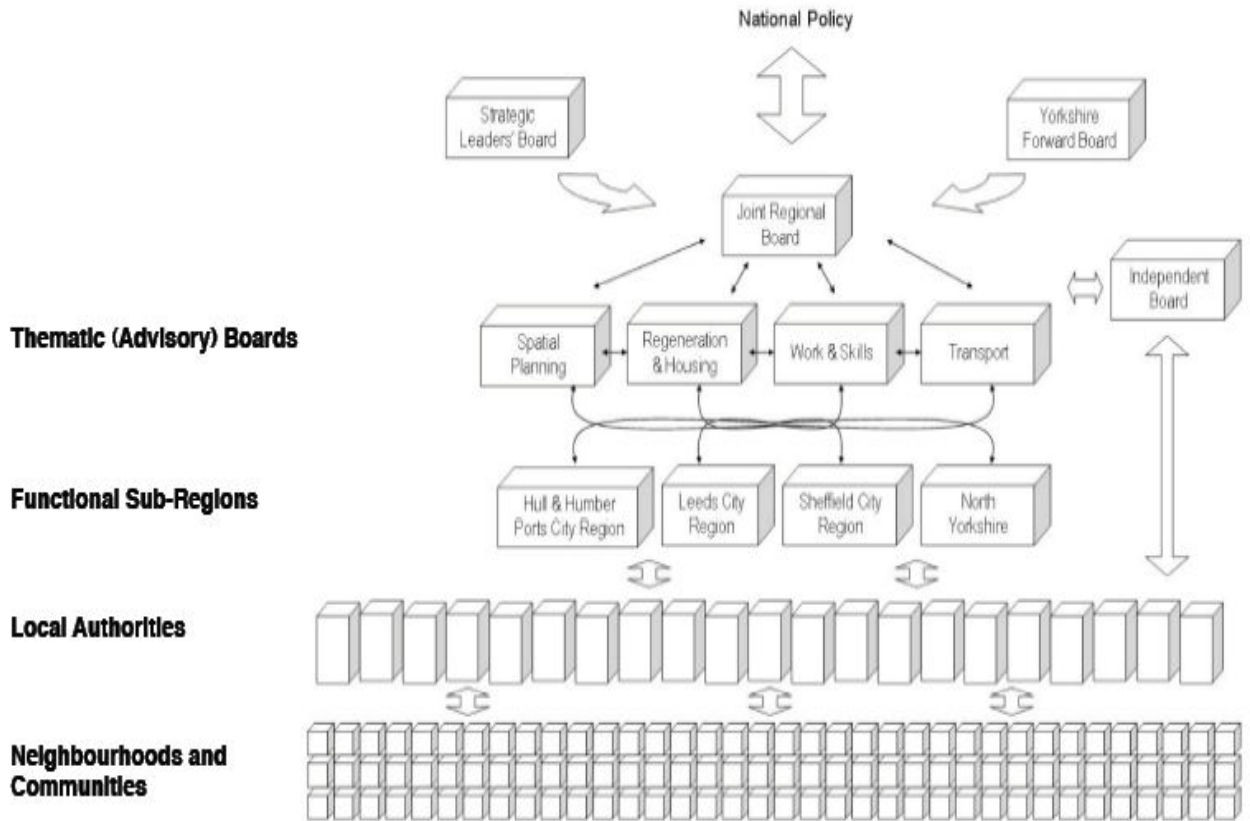 National Policy
Strategic
Leaders' Board
Yorkshire
Forward Board
Joint Regional
Board
Independent
Board
Thematic (Advisory) Boards
Spatial
Planning
Regeneration
& Housing
Work & Skills
Transport
Functional Sub-Regions
Hull & Humber
Ports City Region
Leeds City
Region
Sheffield City
Region
North
Yorkshire
Local Authorities
Neighbourhoods and
Communities